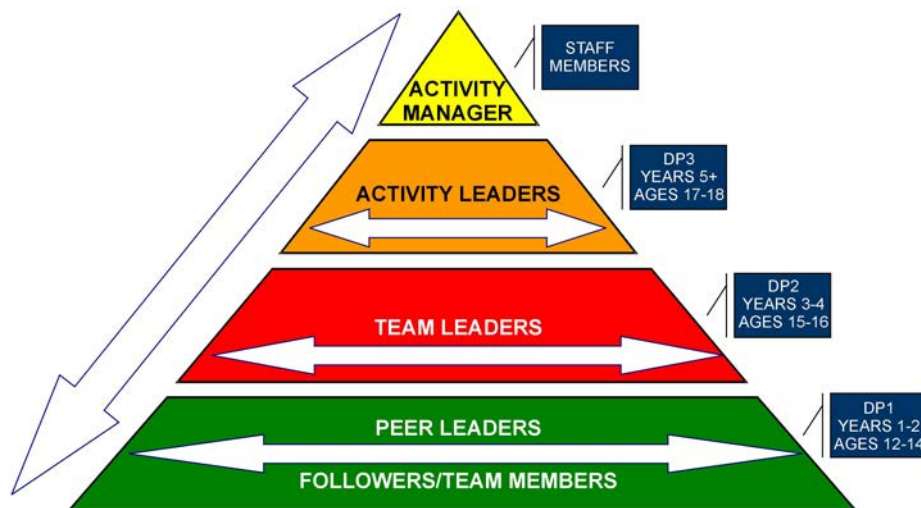 STAFF
MEMBERS
ACTIVITY
MANAGER
DP3
YEARS 5+
AGES 17-18
ACTIVITY LEADERS
DP2
YEARS 3-4
AGES 15-16
TEAM LEADERS
DP1
YEARS 1-2
AGES 12-14
PEER LEADERS
FOLLOWERS/TEAM MEMBERS